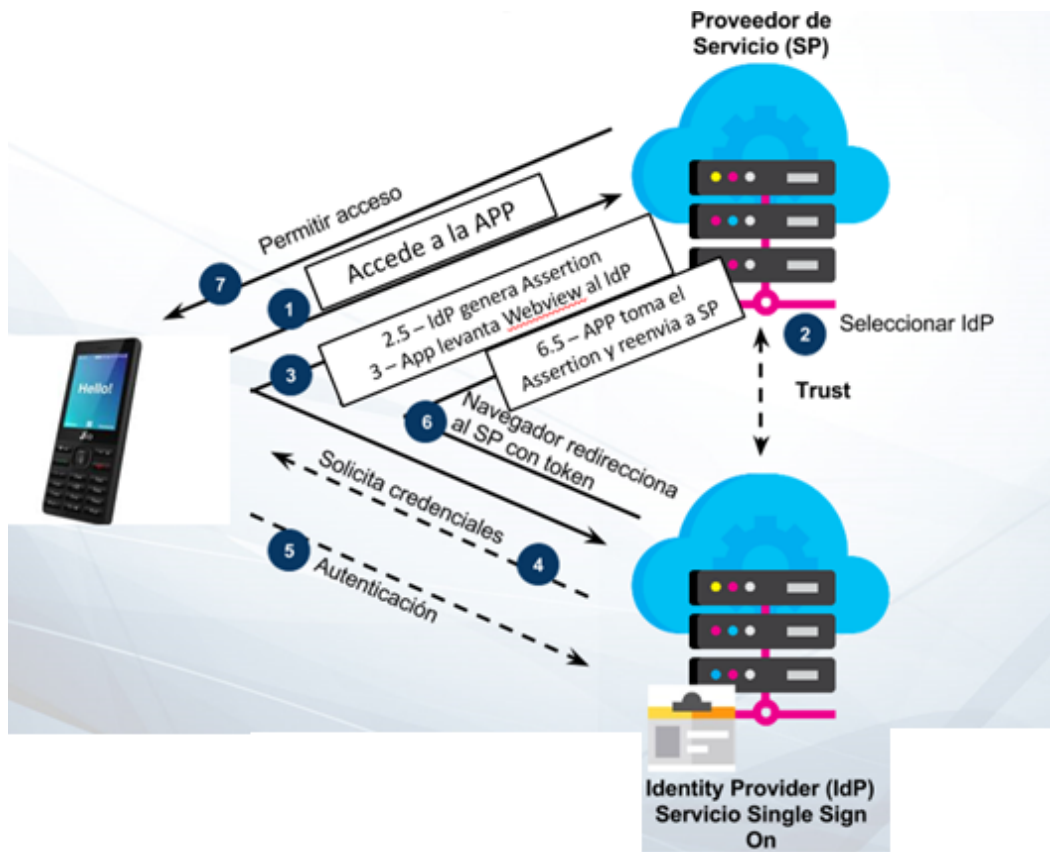 Proveedor de
Servicio (SP)
Permitir acceso
7
Accede a la APP
1
2.5 – IdP genera Assertion
3 – App levanta Webview al IdP
3
6.5 – APP toma el
Assertion y reenvia a SP
2
Seleccionar IdP
Trust
6
Navegador redirecciona
al SP con token
Hello!
Jio
Solicita credenciales
4
5
Autenticación
Identity Provider (IdP)
Servicio Single Sign
On